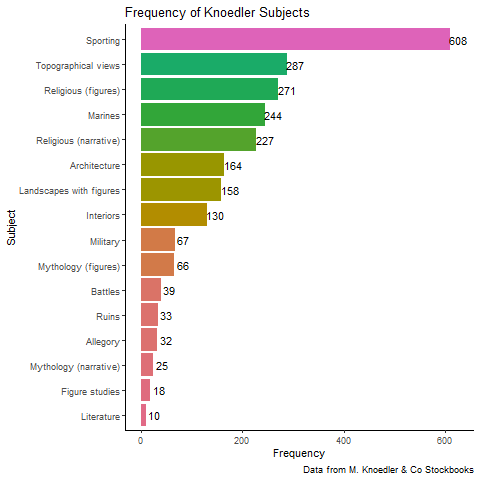 Frequency of Knoedler Subjects
Sporting 608
Topographical views 287
Religious (figures) 271
Marines 244
Religious (narrative) 227
Architecture 164
Landscapes with figures 158
Interiors 130
Military 67
Mythology (figures) 66
Battles 39
Ruins 33
Allegory 32
Mythology (narrative) 25
Figure studies 18
Literature 10
Subject
0 200 400 600
Frequency
Data from M. Knoedler & Co Stockbooks